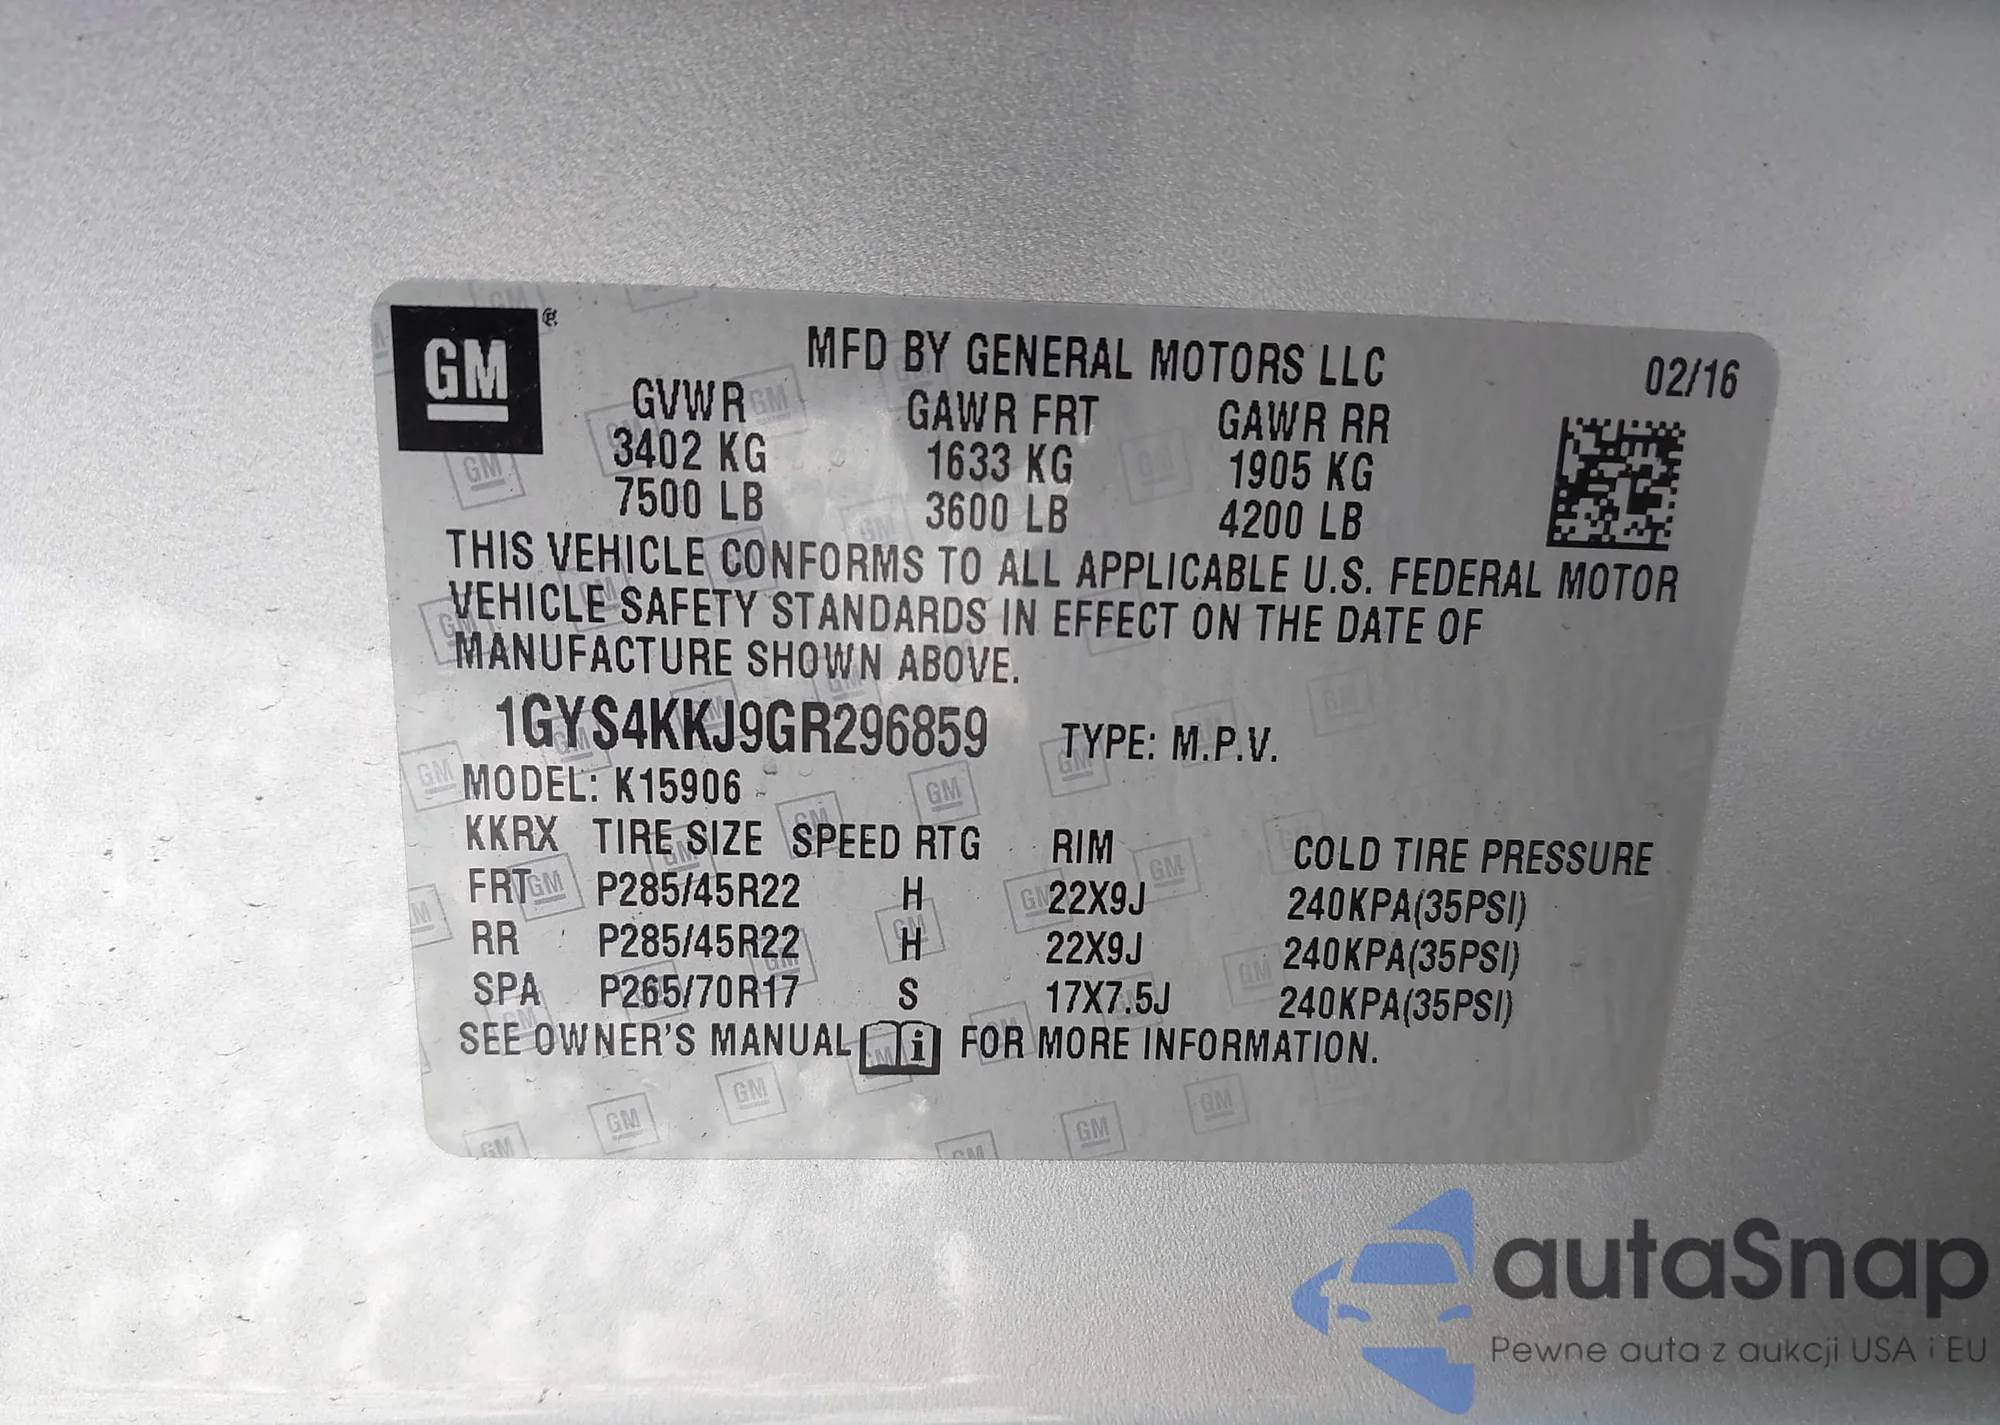 GM ®
MFD BY GENERAL MOTORS LLC 02/16
GVWR GAWR FRT GAWR RR
3402 KG 1633 KG 1905 KG
7500 LB 3600 LB 4200 LB
THIS VEHICLE CONFORMS TO ALL APPLICABLE U.S. FEDERAL MOTOR
VEHICLE SAFETY STANDARDS IN EFFECT ON THE DATE OF
MANUFACTURE SHOWN ABOVE.
1GYS4KKJ9GR296859 TYPE: M.P.V.
MODEL: K15906
KKRX TIRE SIZE SPEED RTG RIM COLD TIRE PRESSURE
FRT P285/45R22 H 22X9J 240KPA(35PSI)
RR P285/45R22 H 22X9J 240KPA(35PSI)
SPA P265/70R17 S 17X7.5J 240KPA(35PSI)
SEE OWNER'S MANUAL i FOR MORE INFORMATION.
autaSnap
Pewne auta z aukcji USA i EU